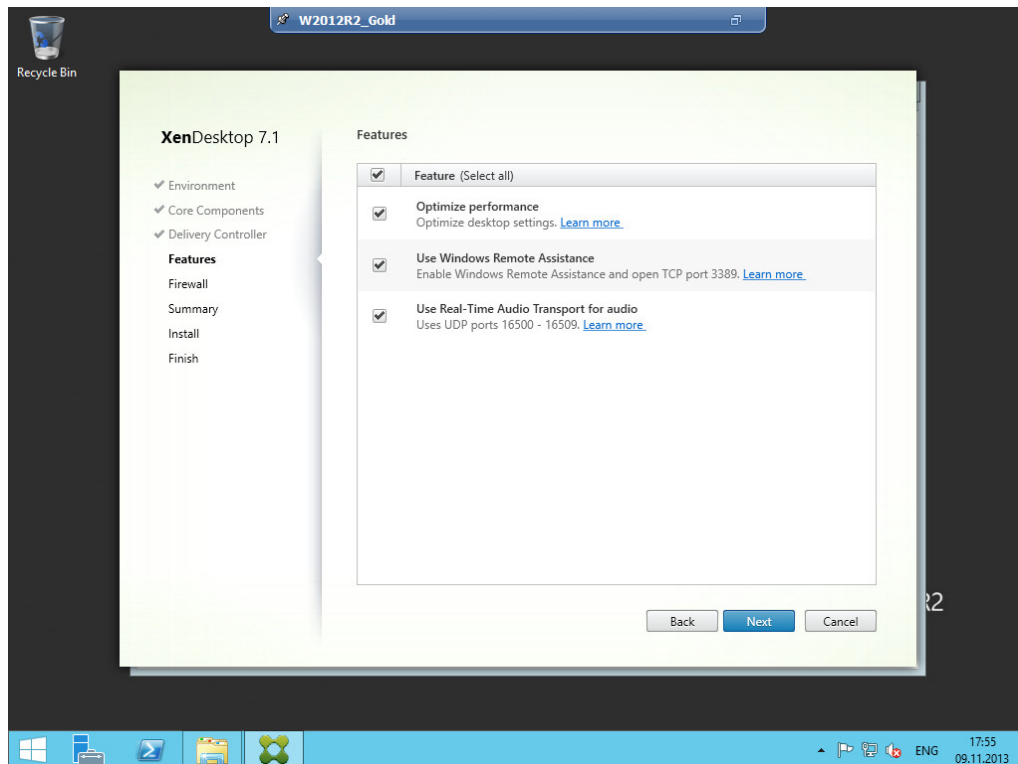 W2012R2_Gold
Recycle Bin
XenDesktop 7.1
Environment
Core Components
Delivery Controller
Features
Firewall
Summary
Install
Finish
Features
Feature (Select all)
Optimize performance
Optimize desktop settings. Learn more
Use Windows Remote Assistance
Enable Windows Remote Assistance and open TCP port 3389. Learn more
Use Real-Time Audio Transport for audio
Uses UDP ports 16500 - 16509. Learn more
Back Next Cancel
R2
ENG
17:55
09.11.2013